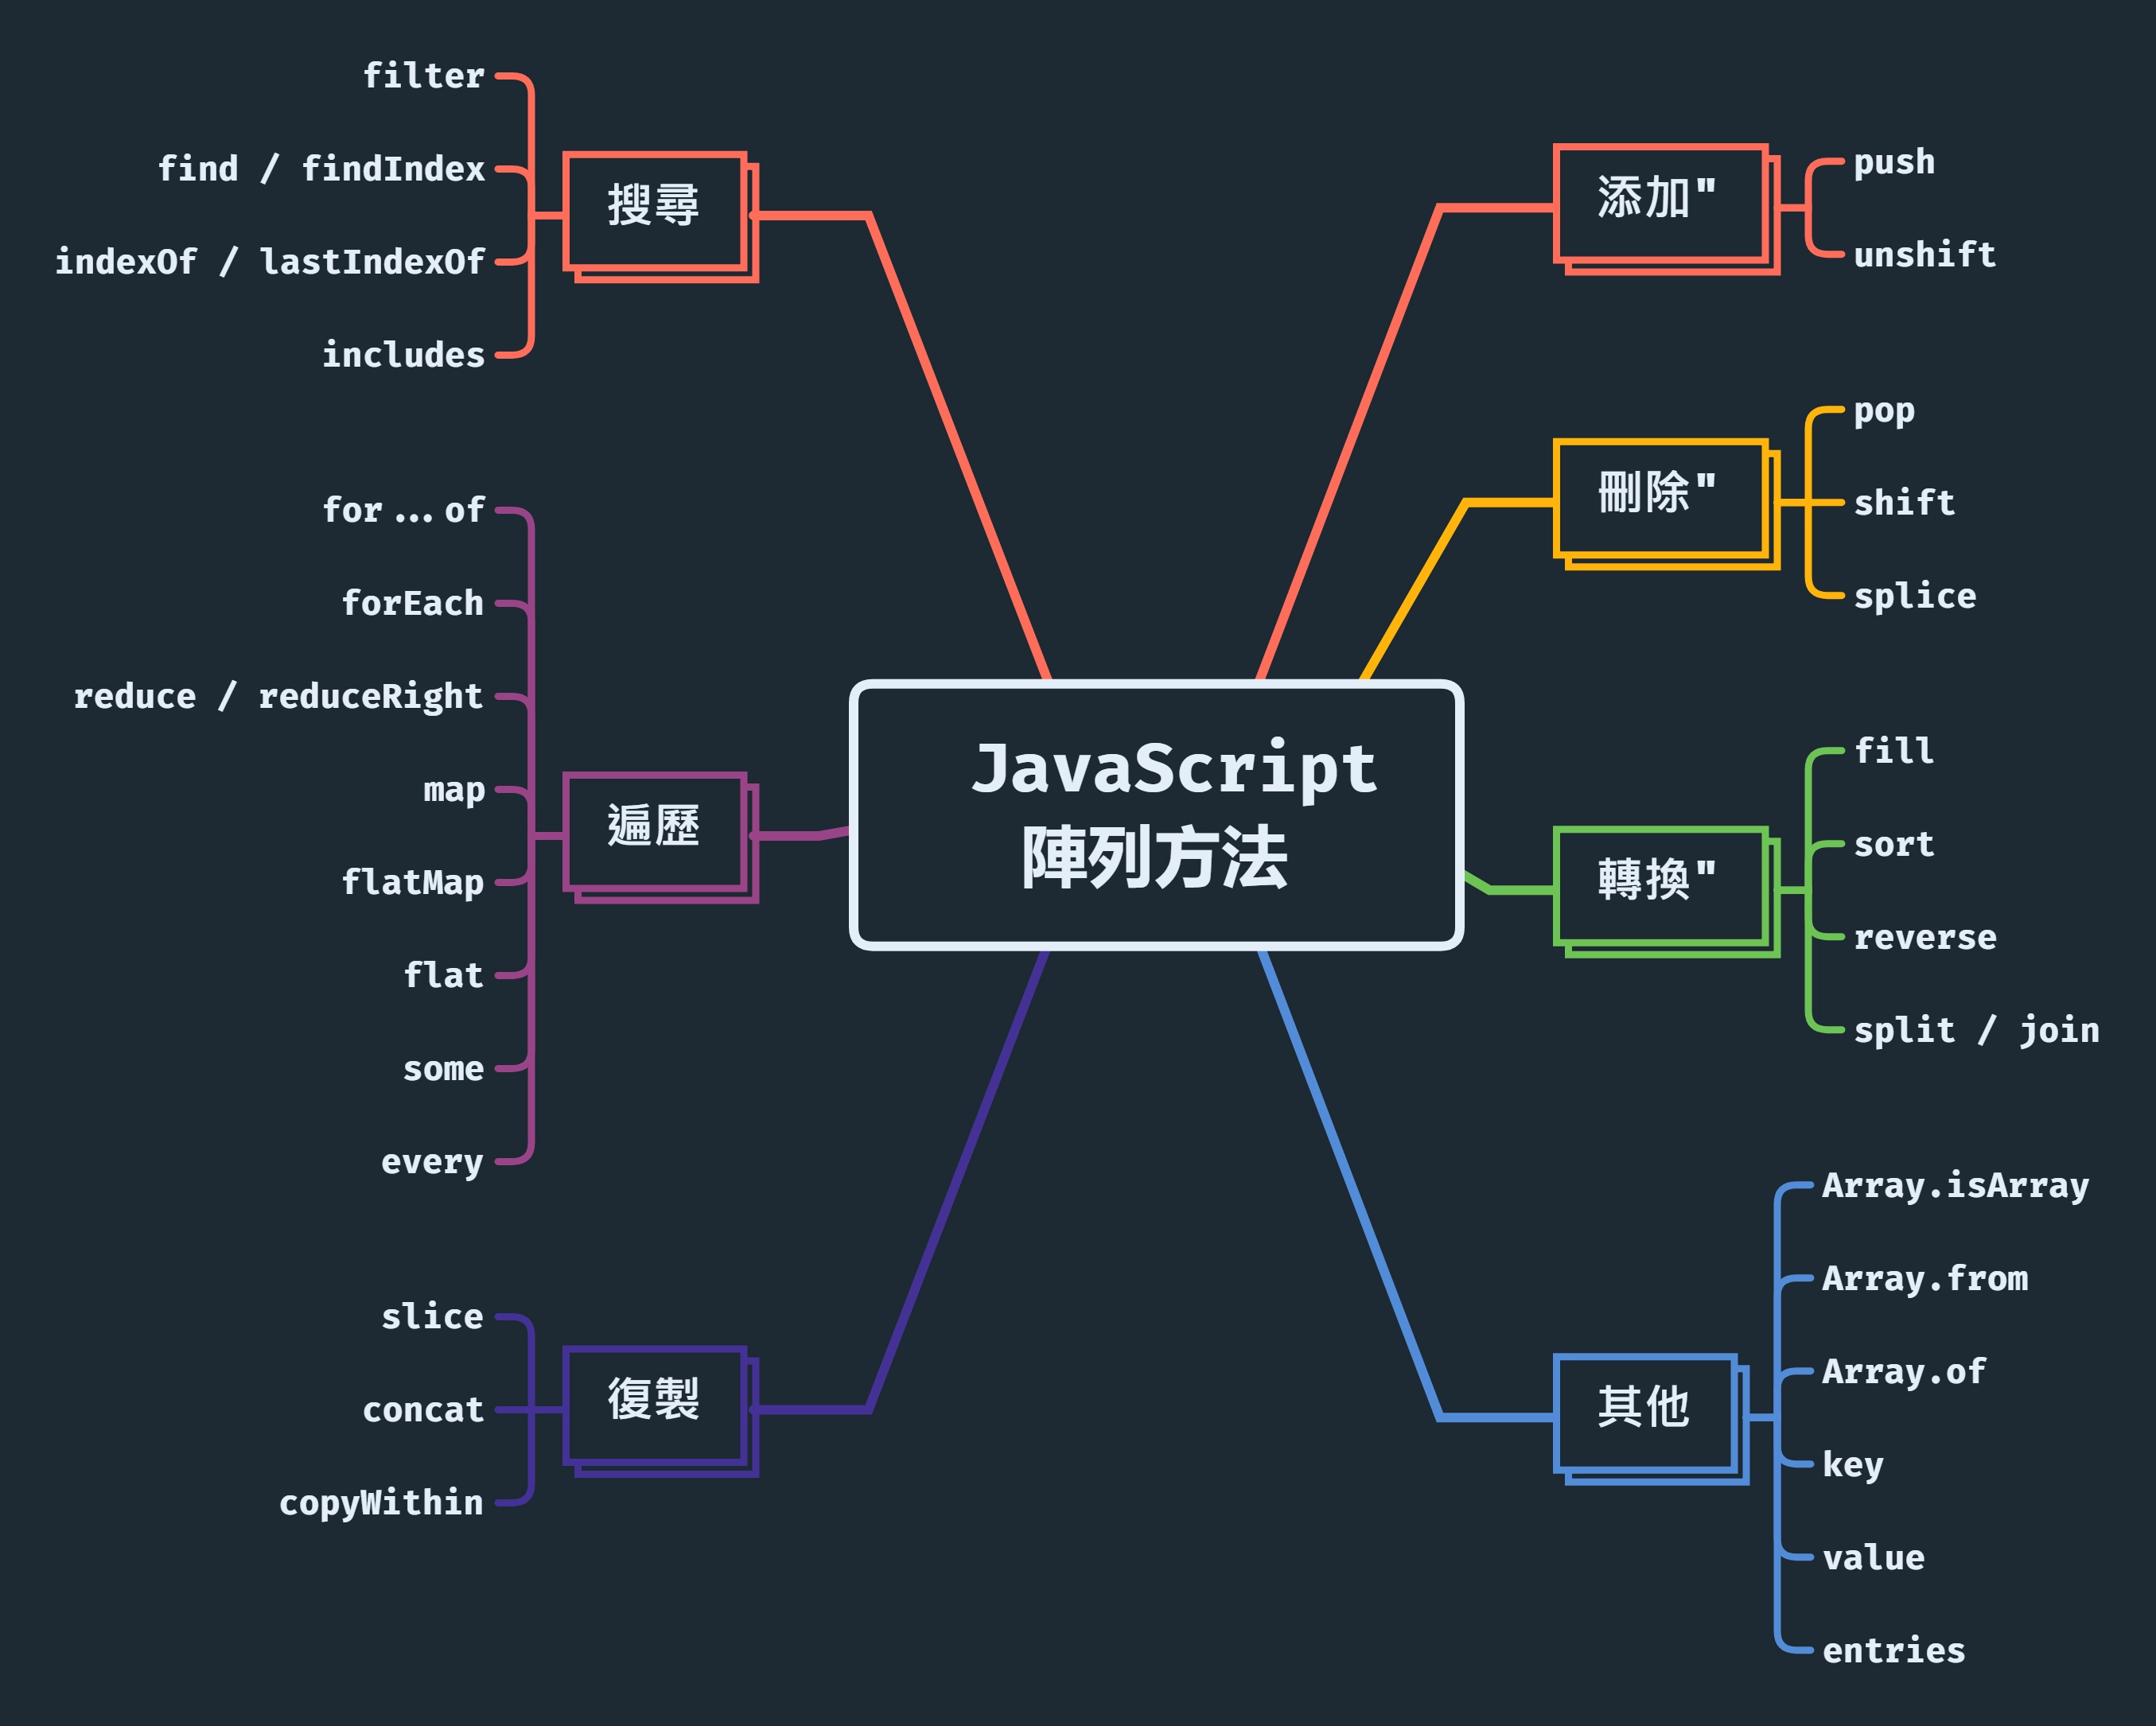 JavaScript
陣列方法
添加"
push
unshift
刪除"
pop
shift
splice
轉換"
fill
sort
reverse
split / join
其他
Array.isArray
Array.from
Array.of
key
value
entries
搜尋
filter
find / findIndex
indexOf / lastIndexOf
includes
遍歷
for...of
forEach
reduce / reduceRight
map
flatMap
flat
some
every
復製
slice
concat
copyWithin